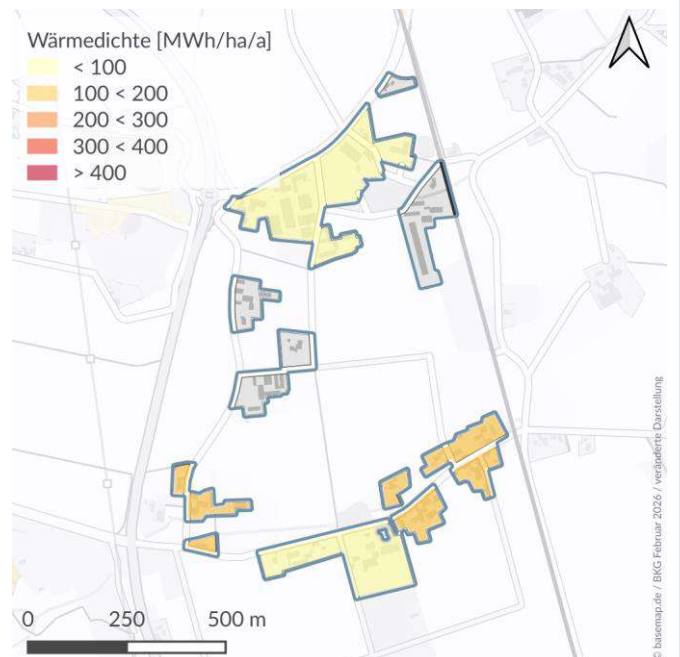 Wärmedichte [MWh/ha/a]
< 100
100 < 200
200 < 300
300 < 400
> 400
0 250 500 m
© basemap.de / BKG Februar 2026 / veränderte Darstellung